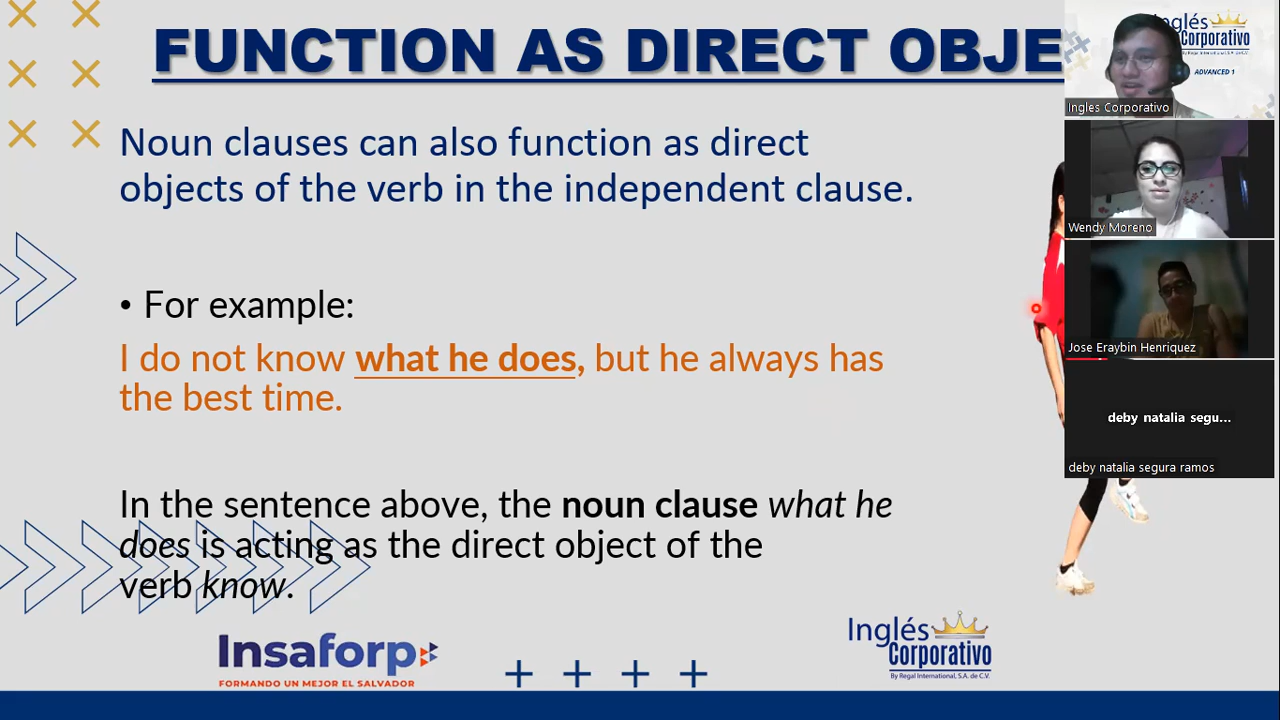 FUNCTION AS DIRECT OBJE
Noun clauses can also function as direct
objects of the verb in the independent clause.
• For example:
I do not know what he does, but he always has
the best time.
In the sentence above, the noun clause what he
does is acting as the direct object of the
verb know.
Insaforp
FORMANDO UN MEJOR EL SALVADOR
Inglés
Corporativo
By Regal International, S.A. de C.V.
Inglés
Corporativo
By Regal International, S.A. de C.V.
ADVANCED 1
Ingles Corporativo
Wendy Moreno
Jose Eraybin Henriquez
deby natalia segu...
deby natalia segura ramos